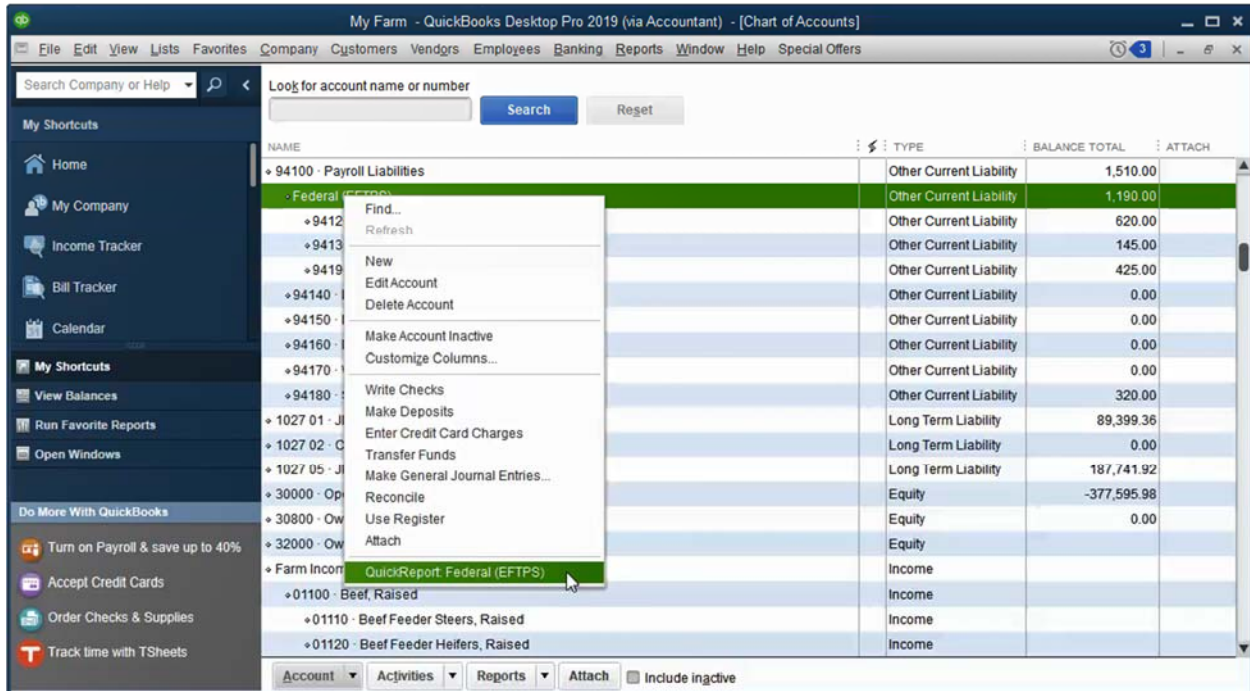 qb My Farm - QuickBooks Desktop Pro 2019 (via Accountant) - [Chart of Accounts]
File Edit View Lists Favorites Company Customers Vendors Employees Banking Reports Window Help Special Offers 3
Search Company or Help
Look for account name or number
Search Reset
My Shortcuts
Home
My Company
Income Tracker
Bill Tracker
Calendar
My Shortcuts
View Balances
Run Favorite Reports
Open Windows
Do More With QuickBooks
Turn on Payroll & save up to 40%
Accept Credit Cards
Order Checks & Supplies
Track time with TSheets
NAME TYPE BALANCE TOTAL ATTACH
94100 · Payroll Liabilities Other Current Liability 1,510.00
Federal (EFTPS) Other Current Liability 1,190.00
9412 Other Current Liability 620.00
9413 Other Current Liability 145.00
9419 Other Current Liability 425.00
94140 · Other Current Liability 0.00
94150 · Other Current Liability 0.00
94160 · Other Current Liability 0.00
94170 · Other Current Liability 0.00
94180 · Other Current Liability 320.00
1027 01 · Long Term Liability 89,399.36
1027 02 · Long Term Liability 0.00
1027 05 · Long Term Liability 187,741.92
30000 · Op Equity -377,595.98
30800 · Ow Equity 0.00
32000 · Ow Equity
Farm Incom Income
01100 · Beef, Raised Income
01110 · Beef Feeder Steers, Raised Income
01120 · Beef Feeder Heifers, Raised Income
Find...
Refresh
New
Edit Account
Delete Account
Make Account Inactive
Customize Columns...
Write Checks
Make Deposits
Enter Credit Card Charges
Transfer Funds
Make General Journal Entries...
Reconcile
Use Register
Attach
QuickReport: Federal (EFTPS)
Account Activities Reports Attach Include inactive